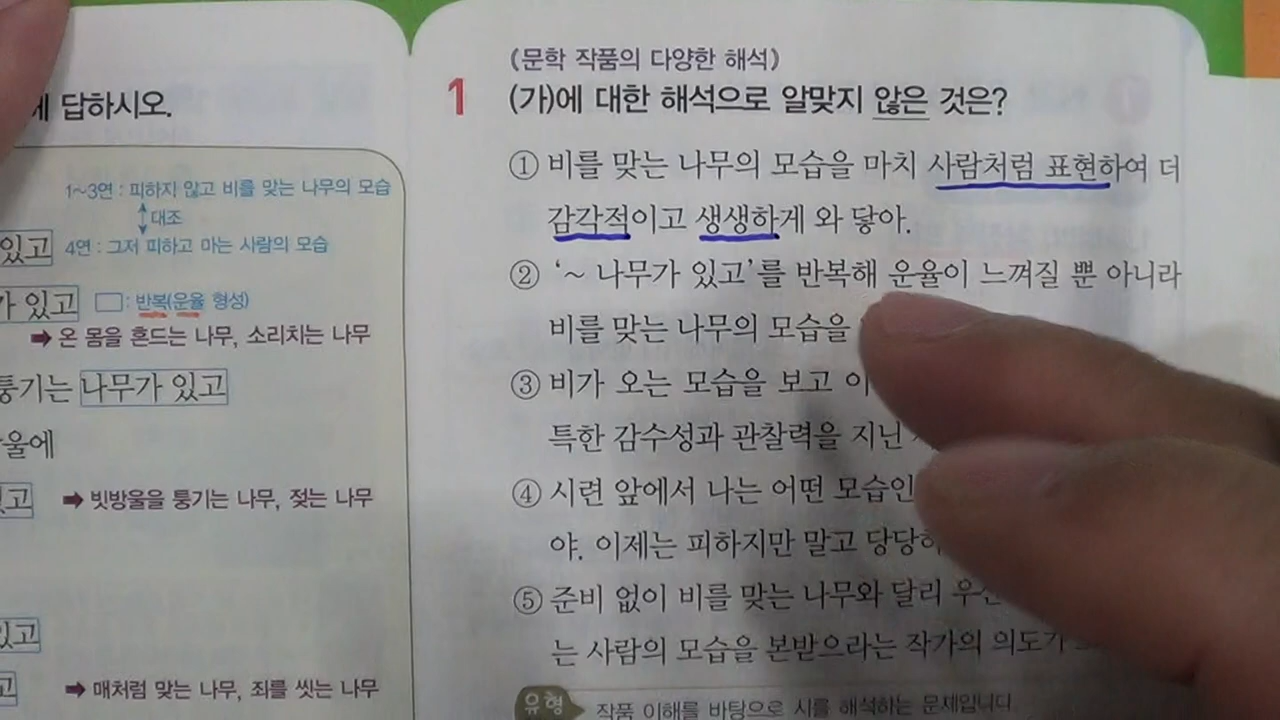 답하시오.
1~3연 : 피하지 않고 비를 맞는 나무의 모습
대조
있고
4연 : 그저 피하고 마는 사람의 모습
가 있고
: 반복(운율 형성)
➡ 온 몸을 흔드는 나무, 소리치는 나무
튕기는 나무가 있고
울에
있고
➡ 빗방울을 튕기는 나무, 젖는 나무
있고
➡ 매처럼 맞는 나무, 죄를 씻는 나무
《문학 작품의 다양한 해석》
1 (가)에 대한 해석으로 알맞지 않은 것은?
① 비를 맞는 나무의 모습을 마치 사람처럼 표현하여 더
감각적이고 생생하게 와 닿아.
② ‘~ 나무가 있고’를 반복해 운율이 느껴질 뿐 아니라
비를 맞는 나무의 모습을
③ 비가 오는 모습을 보고
특한 감수성과 관찰력을 지닌
④ 시련 앞에서 나는 어떤 모습인
야. 이제는 피하지만 말고
⑤ 준비 없이 비를 맞는 나무와 달리
는 사람의 모습을 본받으라는 작가의 의도가
유형 작품 이해를 바탕으로 시를 해석하는 문제입니다